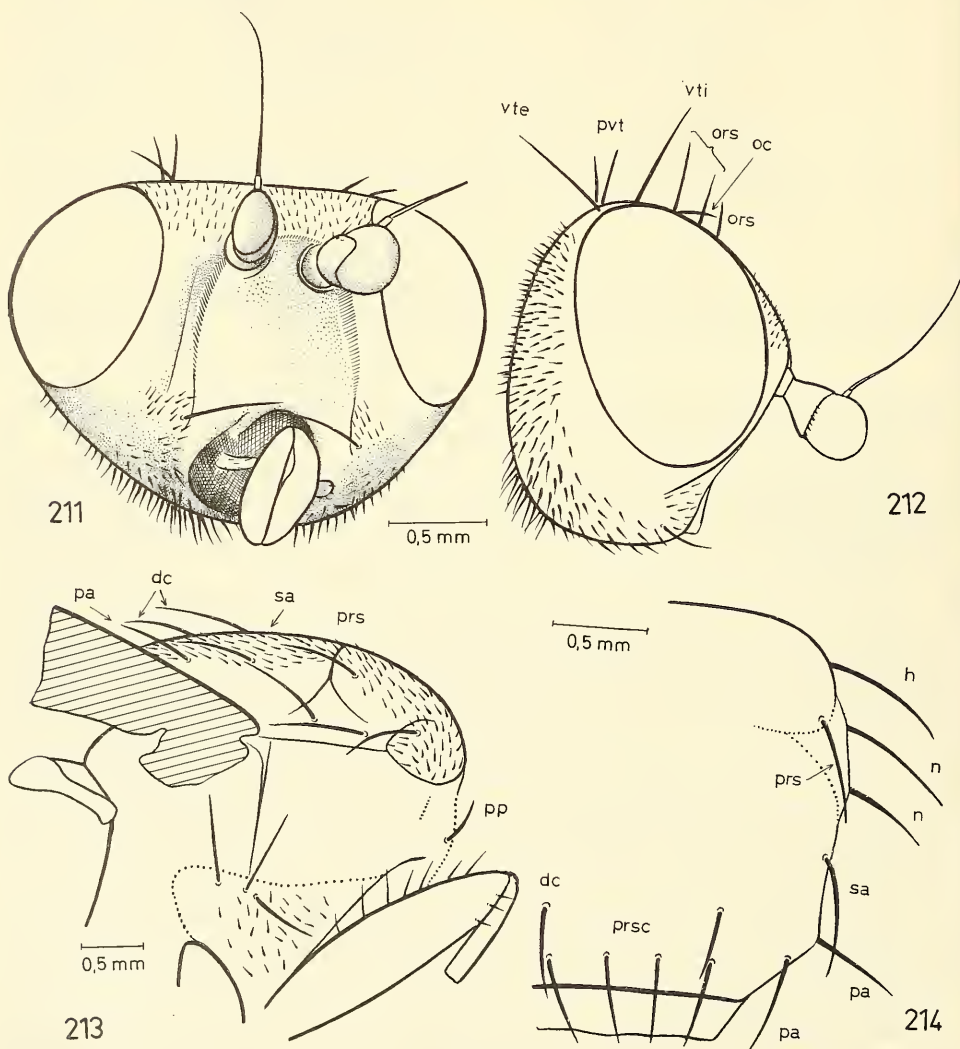 vte
pvt
vti
ors
oc
ors
211
0,5 mm
212
pa
dc
sa
prs
pp
0,5 mm
213
0,5 mm
h
prs
n
n
dc
prsc
sa
pa
pa
214